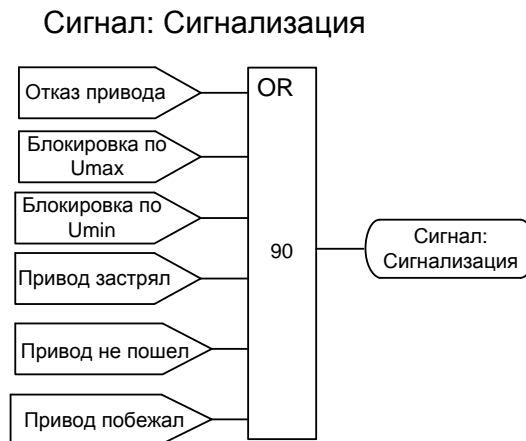 Сигнал: Сигнализация
Отказ привода
OR
Блокировка по
Umax
Блокировка по
Umin
90
Сигнал:
Сигнализация
Привод застрял
Привод не пошел
Привод побежал